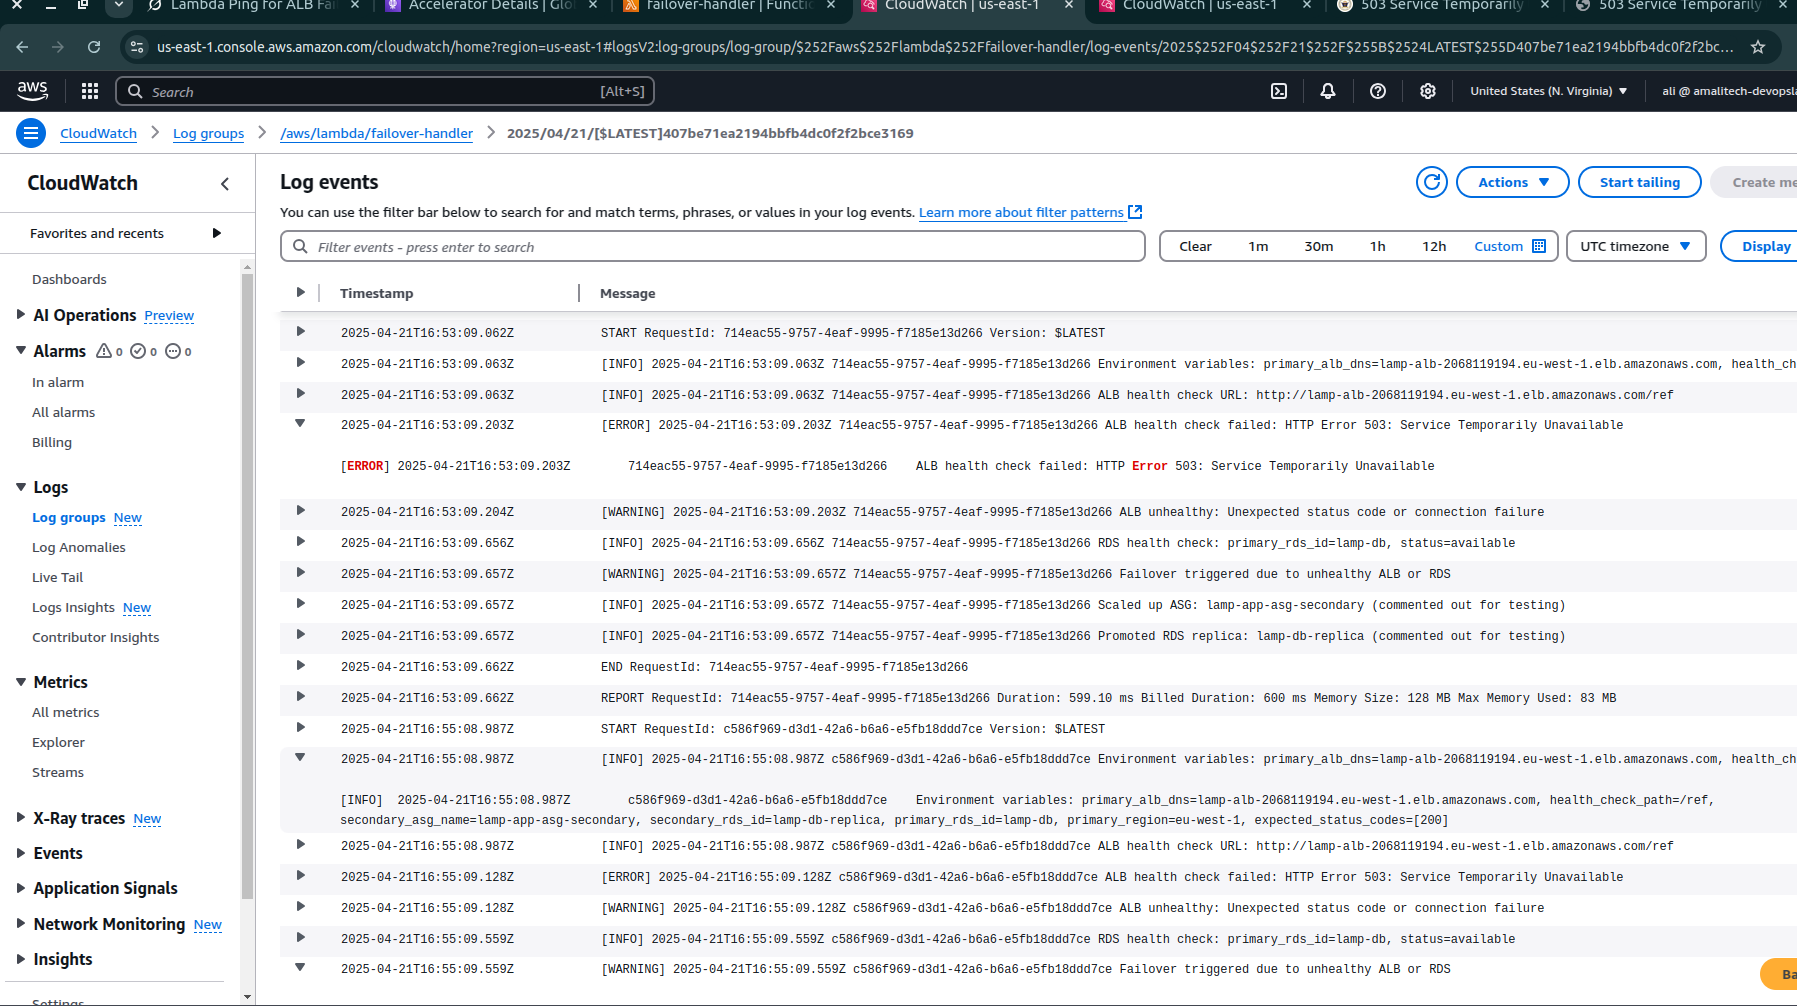 Lambda Ping for ALB Fai
Accelerator Details | Glo
failover-handler | Functi
CloudWatch | us-east-1
CloudWatch | us-east-1
503 Service Temporarily
503 Service Temporarily
us-east-1.console.aws.amazon.com/cloudwatch/home?region=us-east-1#logsV2:log-groups/log-group/$252Faws$252Flambda$252Ffailover-handler/log-events/2025$252F04$252F21$252F$255B$2524LATEST$255D407be71ea2194bbfb4dc0f2f2bc...
aws
Search [Alt+S]
United States (N. Virginia)
ali @ amalitech-devopsla
CloudWatch
Log groups
/aws/lambda/failover-handler
2025/04/21/[$LATEST]407be71ea2194bbfb4dc0f2f2bce3169
CloudWatch
Favorites and recents
Dashboards
AI Operations Preview
Alarms 0 0 0
In alarm
All alarms
Billing
Logs
Log groups New
Log Anomalies
Live Tail
Logs Insights New
Contributor Insights
Metrics
All metrics
Explorer
Streams
X-Ray traces New
Events
Application Signals
Network Monitoring New
Insights
Settings
Log events
Actions
Start tailing
Create me
You can use the filter bar below to search for and match terms, phrases, or values in your log events. Learn more about filter patterns
Filter events - press enter to search
Clear 1m 30m 1h 12h Custom
UTC timezone
Display
Timestamp Message
2025-04-21T16:53:09.062Z START RequestId: 714eac55-9757-4eaf-9995-f7185e13d266 Version: $LATEST
2025-04-21T16:53:09.063Z [INFO] 2025-04-21T16:53:09.063Z 714eac55-9757-4eaf-9995-f7185e13d266 Environment variables: primary_alb_dns=lamp-alb-2068119194.eu-west-1.elb.amazonaws.com, health_ch
2025-04-21T16:53:09.063Z [INFO] 2025-04-21T16:53:09.063Z 714eac55-9757-4eaf-9995-f7185e13d266 ALB health check URL: http://lamp-alb-2068119194.eu-west-1.elb.amazonaws.com/ref
2025-04-21T16:53:09.203Z [ERROR] 2025-04-21T16:53:09.203Z 714eac55-9757-4eaf-9995-f7185e13d266 ALB health check failed: HTTP Error 503: Service Temporarily Unavailable
[ERROR] 2025-04-21T16:53:09.203Z 714eac55-9757-4eaf-9995-f7185e13d266 ALB health check failed: HTTP Error 503: Service Temporarily Unavailable
2025-04-21T16:53:09.204Z [WARNING] 2025-04-21T16:53:09.203Z 714eac55-9757-4eaf-9995-f7185e13d266 ALB unhealthy: Unexpected status code or connection failure
2025-04-21T16:53:09.656Z [INFO] 2025-04-21T16:53:09.656Z 714eac55-9757-4eaf-9995-f7185e13d266 RDS health check: primary_rds_id=lamp-db, status=available
2025-04-21T16:53:09.657Z [WARNING] 2025-04-21T16:53:09.657Z 714eac55-9757-4eaf-9995-f7185e13d266 Failover triggered due to unhealthy ALB or RDS
2025-04-21T16:53:09.657Z [INFO] 2025-04-21T16:53:09.657Z 714eac55-9757-4eaf-9995-f7185e13d266 Scaled up ASG: lamp-app-asg-secondary (commented out for testing)
2025-04-21T16:53:09.657Z [INFO] 2025-04-21T16:53:09.657Z 714eac55-9757-4eaf-9995-f7185e13d266 Promoted RDS replica: lamp-db-replica (commented out for testing)
2025-04-21T16:53:09.662Z END RequestId: 714eac55-9757-4eaf-9995-f7185e13d266
2025-04-21T16:53:09.662Z REPORT RequestId: 714eac55-9757-4eaf-9995-f7185e13d266 Duration: 599.10 ms Billed Duration: 600 ms Memory Size: 128 MB Max Memory Used: 83 MB
2025-04-21T16:55:08.987Z START RequestId: c586f969-d3d1-42a6-b6a6-e5fb18ddd7ce Version: $LATEST
2025-04-21T16:55:08.987Z [INFO] 2025-04-21T16:55:08.987Z c586f969-d3d1-42a6-b6a6-e5fb18ddd7ce Environment variables: primary_alb_dns=lamp-alb-2068119194.eu-west-1.elb.amazonaws.com, health_ch
[INFO] 2025-04-21T16:55:08.987Z c586f969-d3d1-42a6-b6a6-e5fb18ddd7ce Environment variables: primary_alb_dns=lamp-alb-2068119194.eu-west-1.elb.amazonaws.com, health_check_path=/ref,
secondary_asg_name=lamp-app-asg-secondary, secondary_rds_id=lamp-db-replica, primary_rds_id=lamp-db, primary_region=eu-west-1, expected_status_codes=[200]
2025-04-21T16:55:08.987Z [INFO] 2025-04-21T16:55:08.987Z c586f969-d3d1-42a6-b6a6-e5fb18ddd7ce ALB health check URL: http://lamp-alb-2068119194.eu-west-1.elb.amazonaws.com/ref
2025-04-21T16:55:09.128Z [ERROR] 2025-04-21T16:55:09.128Z c586f969-d3d1-42a6-b6a6-e5fb18ddd7ce ALB health check failed: HTTP Error 503: Service Temporarily Unavailable
2025-04-21T16:55:09.128Z [WARNING] 2025-04-21T16:55:09.128Z c586f969-d3d1-42a6-b6a6-e5fb18ddd7ce ALB unhealthy: Unexpected status code or connection failure
2025-04-21T16:55:09.559Z [INFO] 2025-04-21T16:55:09.559Z c586f969-d3d1-42a6-b6a6-e5fb18ddd7ce RDS health check: primary_rds_id=lamp-db, status=available
2025-04-21T16:55:09.559Z [WARNING] 2025-04-21T16:55:09.559Z c586f969-d3d1-42a6-b6a6-e5fb18ddd7ce Failover triggered due to unhealthy ALB or RDS
Ba